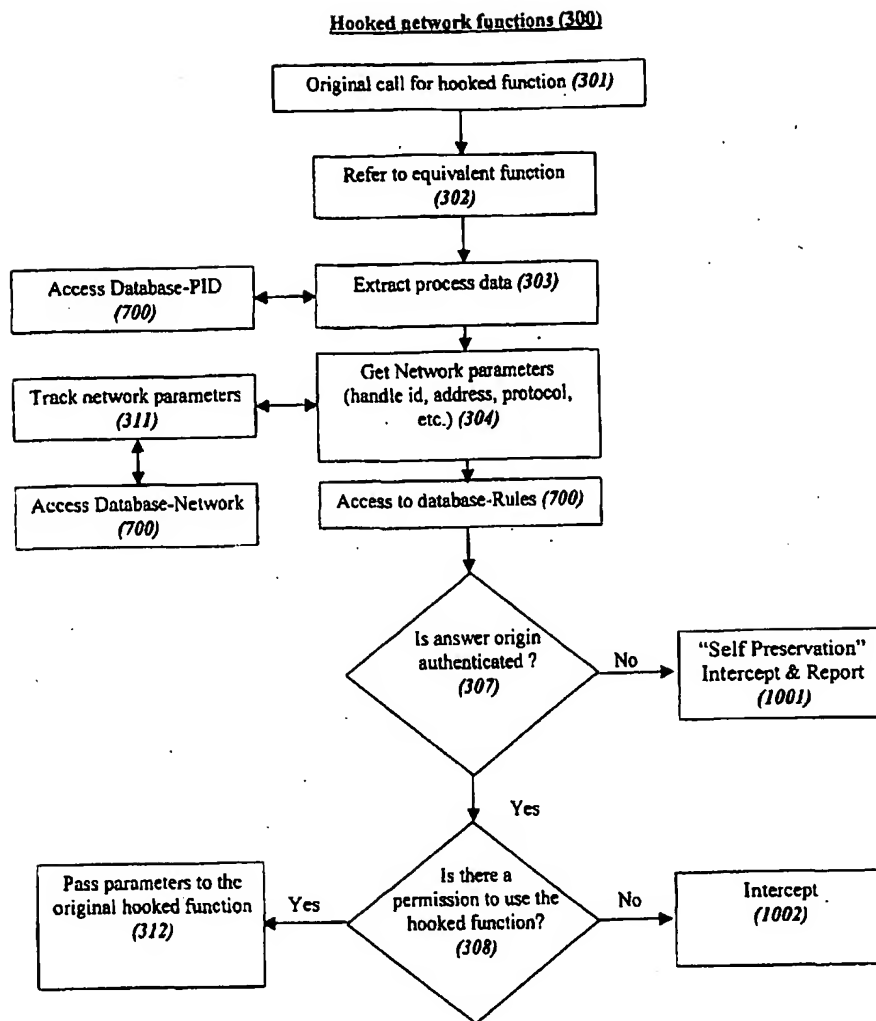 Hooked network functions (300)
Original call for hooked function (301)
Refer to equivalent function
(302)
Access Database-PID
(700)
Extract process data (303)
Get Network parameters
(handle id, address, protocol,
etc.) (304)
Track network parameters
(311)
Access Database-Network
(700)
Access to database-Rules (700)
Is answer origin
authenticated ?
(307)
No
"Self Preservation"
Intercept & Report
(1001)
Yes
Pass parameters to the
original hooked function
(312)
Yes
Is there a
permission to use the
hooked function?
(308)
No
Intercept
(1002)